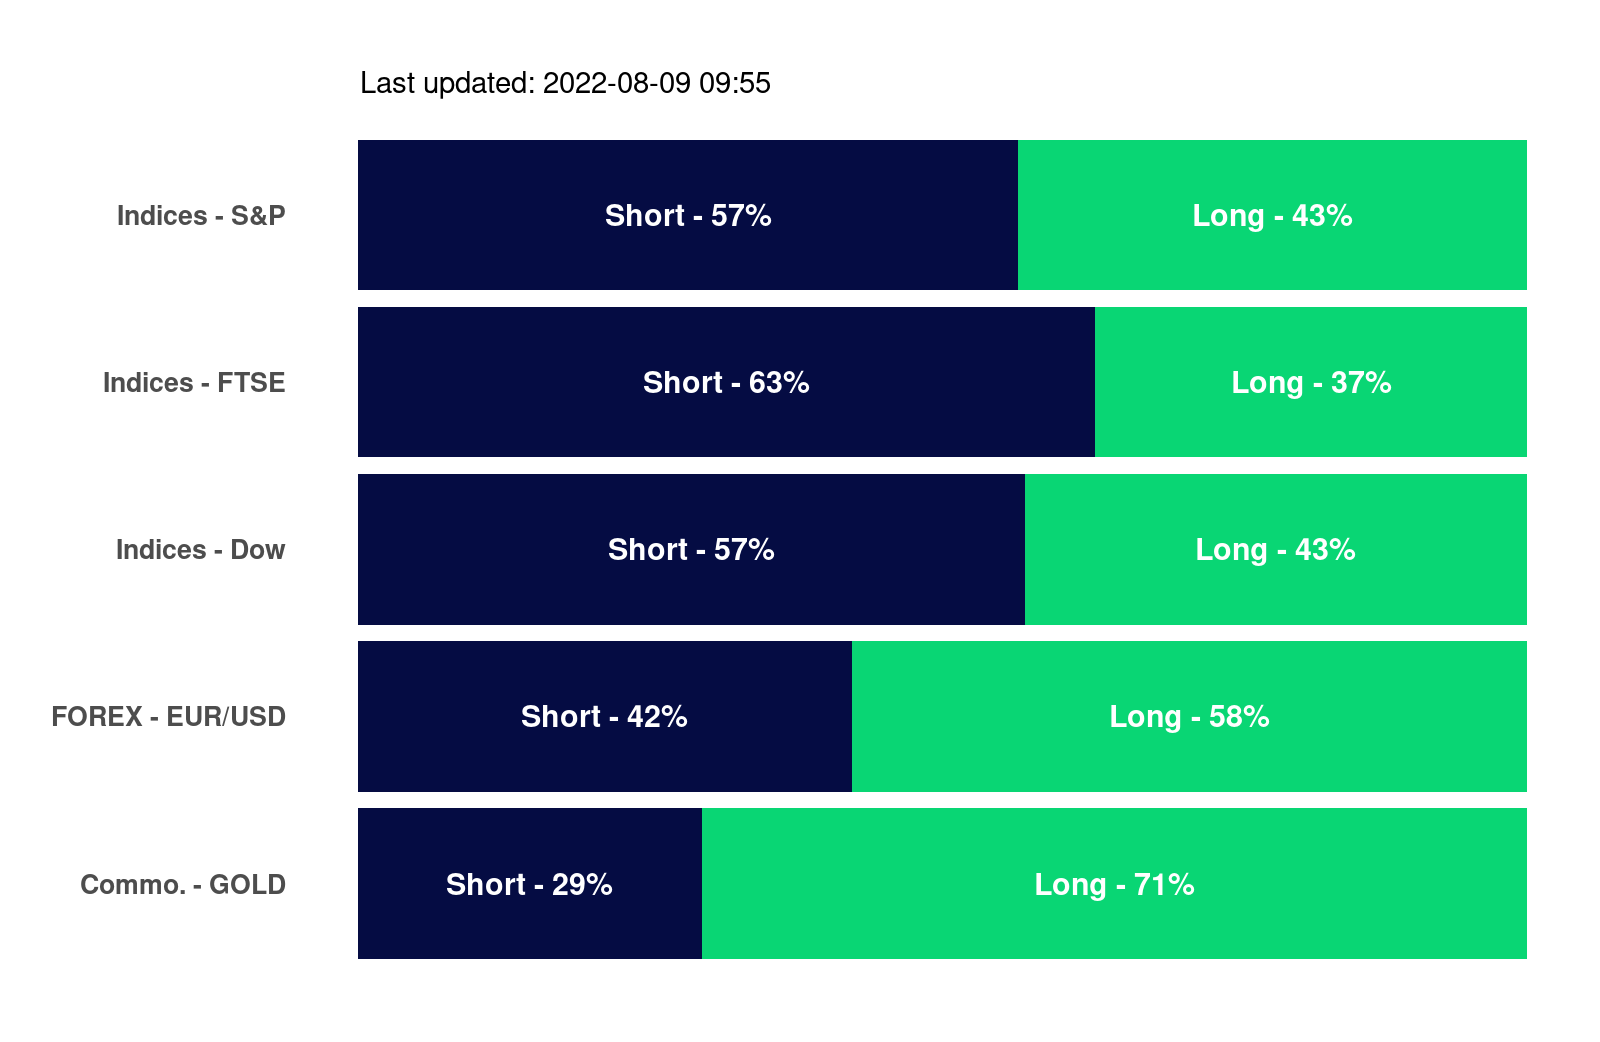 Last updated: 2022-08-09 09:55
Indices - S&P
Short - 57%
Long - 43%
Indices - FTSE
Short - 63%
Long - 37%
Indices - Dow
Short - 57%
Long - 43%
FOREX - EUR/USD
Short - 42%
Long - 58%
Commo. - GOLD
Short - 29%
Long - 71%